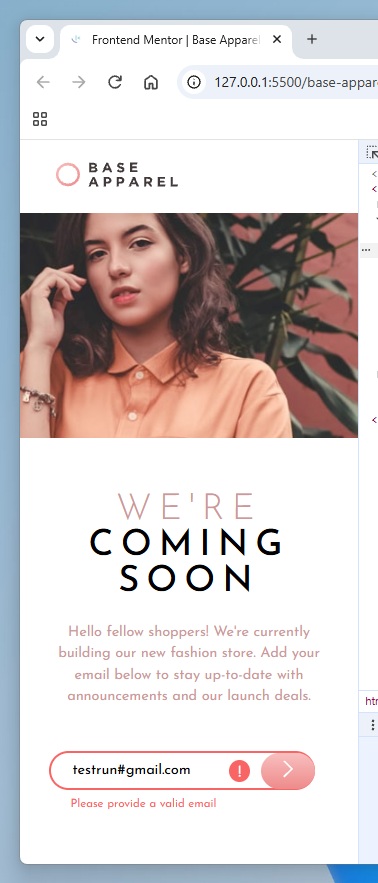 Frontend Mentor | Base Apparel
127.0.0.1:5500/base-appar
BASE
APPAREL
WE'RE
COMING
SOON
Hello fellow shoppers! We're currently
building our new fashion store. Add your
email below to stay up-to-date with
announcements and our launch deals.
testrun#gmail.com
!
Please provide a valid email